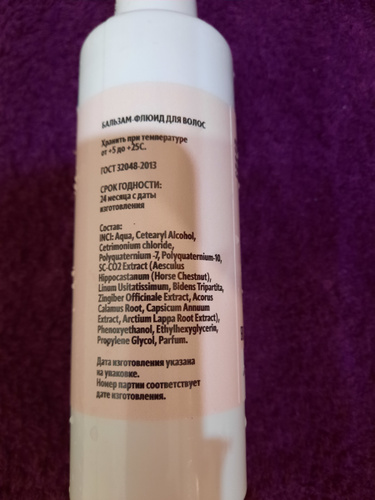 БАЛЬЗАМ-ФЛЮИД ДЛЯ ВОЛОС
Хранить при температуре
от +5 до +25С.
ГОСТ 32048-2013
СРОК ГОДНОСТИ:
24 месяца с даты
изготовления
Состав:
INCI: Aqua, Cetearyl Alcohol,
Cetrimonium chloride,
Polyquaternium -7, Polyquaternium-10,
SC-CO2 Extract (Aesculus
Hippocastanum (Horse Chestnut),
Linum Usitatissimum, Bidens Tripartita,
Zingiber Officinale Extract, Acorus
Calamus Root, Capsicum Annuum
Extract, Arctium Lappa Root Extract),
Phenoxyethanol, Ethylhexyglycerin,
Propylene Glycol, Parfum.
Дата изготовления указана
на упаковке.
Номер партии соответствует
дате изготовления.